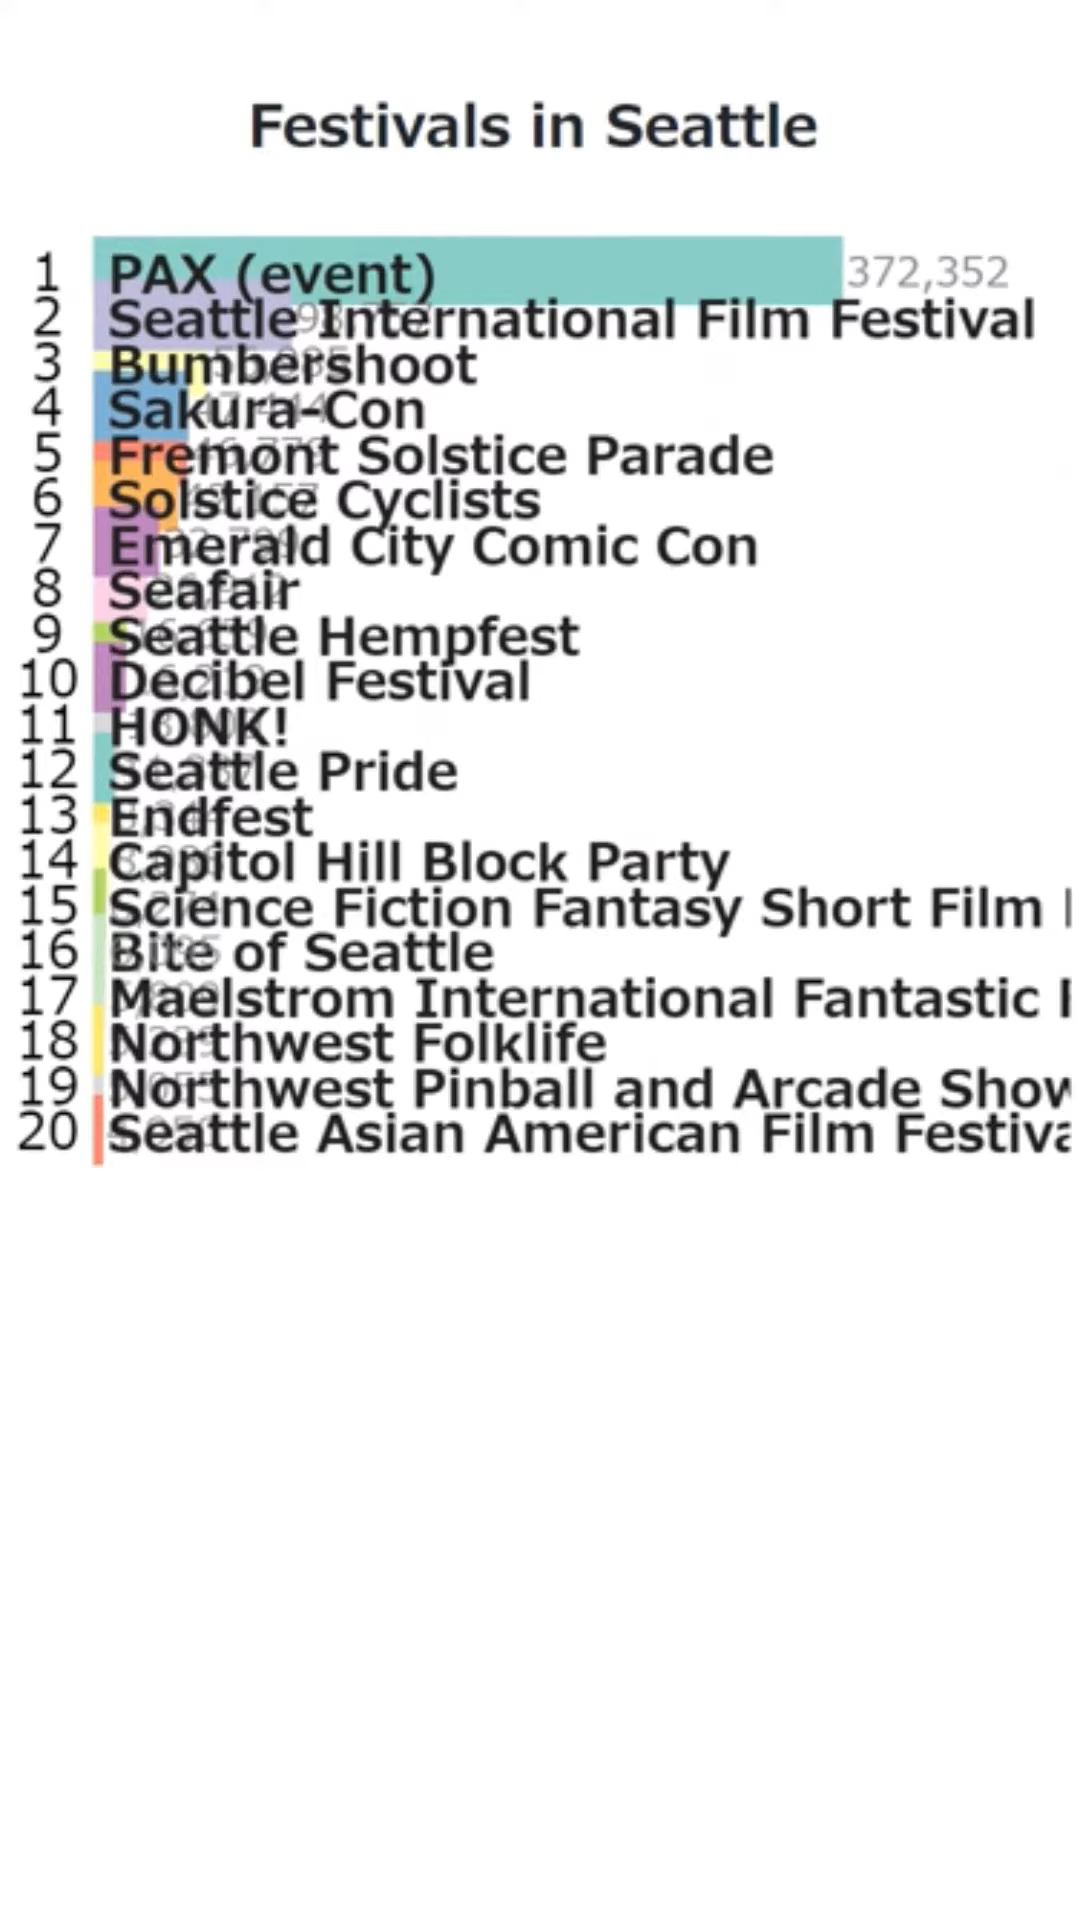 Festivals in Seattle
1 PAX (event) 372,352
2 Seattle International Film Festival
3 Bumbershoot
4 Sakura-Con
5 Fremont Solstice Parade
6 Solstice Cyclists
7 Emerald City Comic Con
8 Seafair
9 Seattle Hempfest
10 Decibel Festival
11 HONK!
12 Seattle Pride
13 Endfest
14 Capitol Hill Block Party
15 Science Fiction Fantasy Short Film
16 Bite of Seattle
17 Maelstrom International Fantastic
18 Northwest Folklife
19 Northwest Pinball and Arcade Show
20 Seattle Asian American Film Festiva